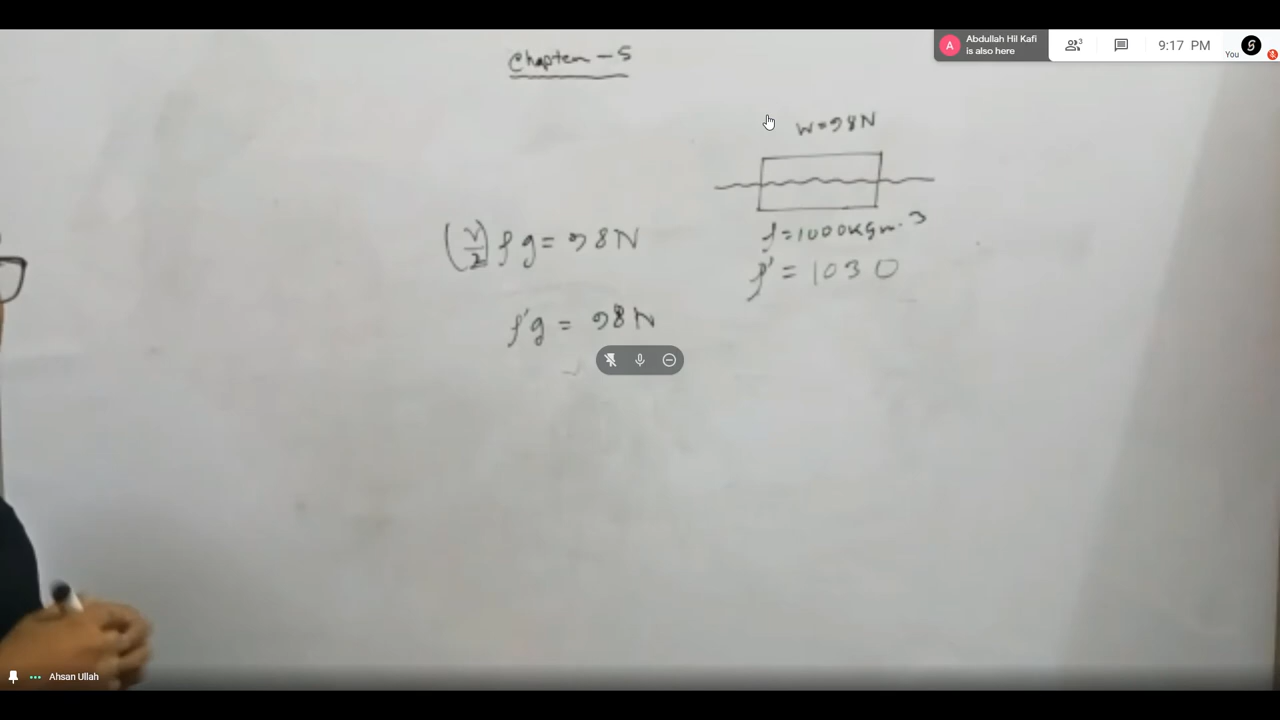 Abdullah Hil Kafi
is also here
3
9:17 PM
You
Chapter - 5
W=98N
(V/2) ρ g = 98N
ρ = 1000 kgm-3
ρ' = 1030
ρ'g = 98N
Ahsan Ullah